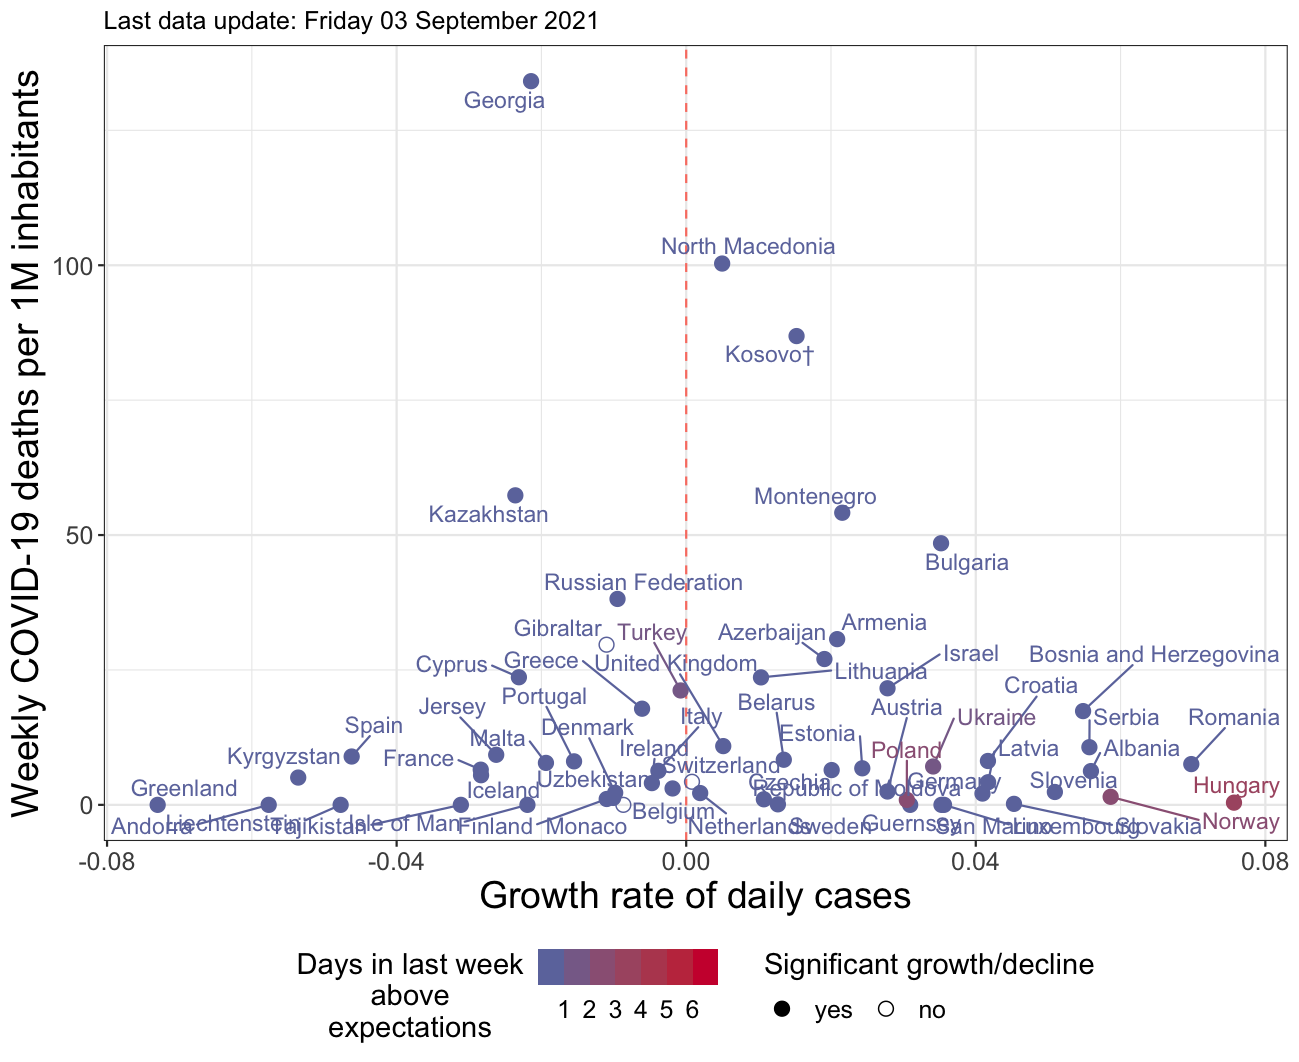 Last data update: Friday 03 September 2021
Weekly COVID-19 deaths per 1M inhabitants
Georgia
North Macedonia
100
Kosovo†
Montenegro
Kazakhstan
50
Bulgaria
Russian Federation
Gibraltar
Turkey
Azerbaijan
Armenia
Cyprus
Greece
United Kingdom
Lithuania
Israel
Bosnia and Herzegovina
Portugal
Belarus
Croatia
Jersey
Austria
Italy
Ukraine
Serbia
Romania
Spain
Denmark
Estonia
Malta
Ireland
Poland
Latvia
Albania
Kyrgyzstan
France
Switzerland
Uzbekistan
Czechia
Germany
Slovenia
Greenland
Iceland
Republic of Moldova
Hungary
0
Belgium
Andorra
Liechtenstein
Tajikistan
Isle of Man
Finland
Monaco
Netherlands
Sweden
Guernsey
San Marino
Luxembourg
Slovakia
Norway
-0.08
-0.04
0.00
0.04
0.08
Growth rate of daily cases
Days in last week
above
expectations
1 2 3 4 5 6
Significant growth/decline
yes
no